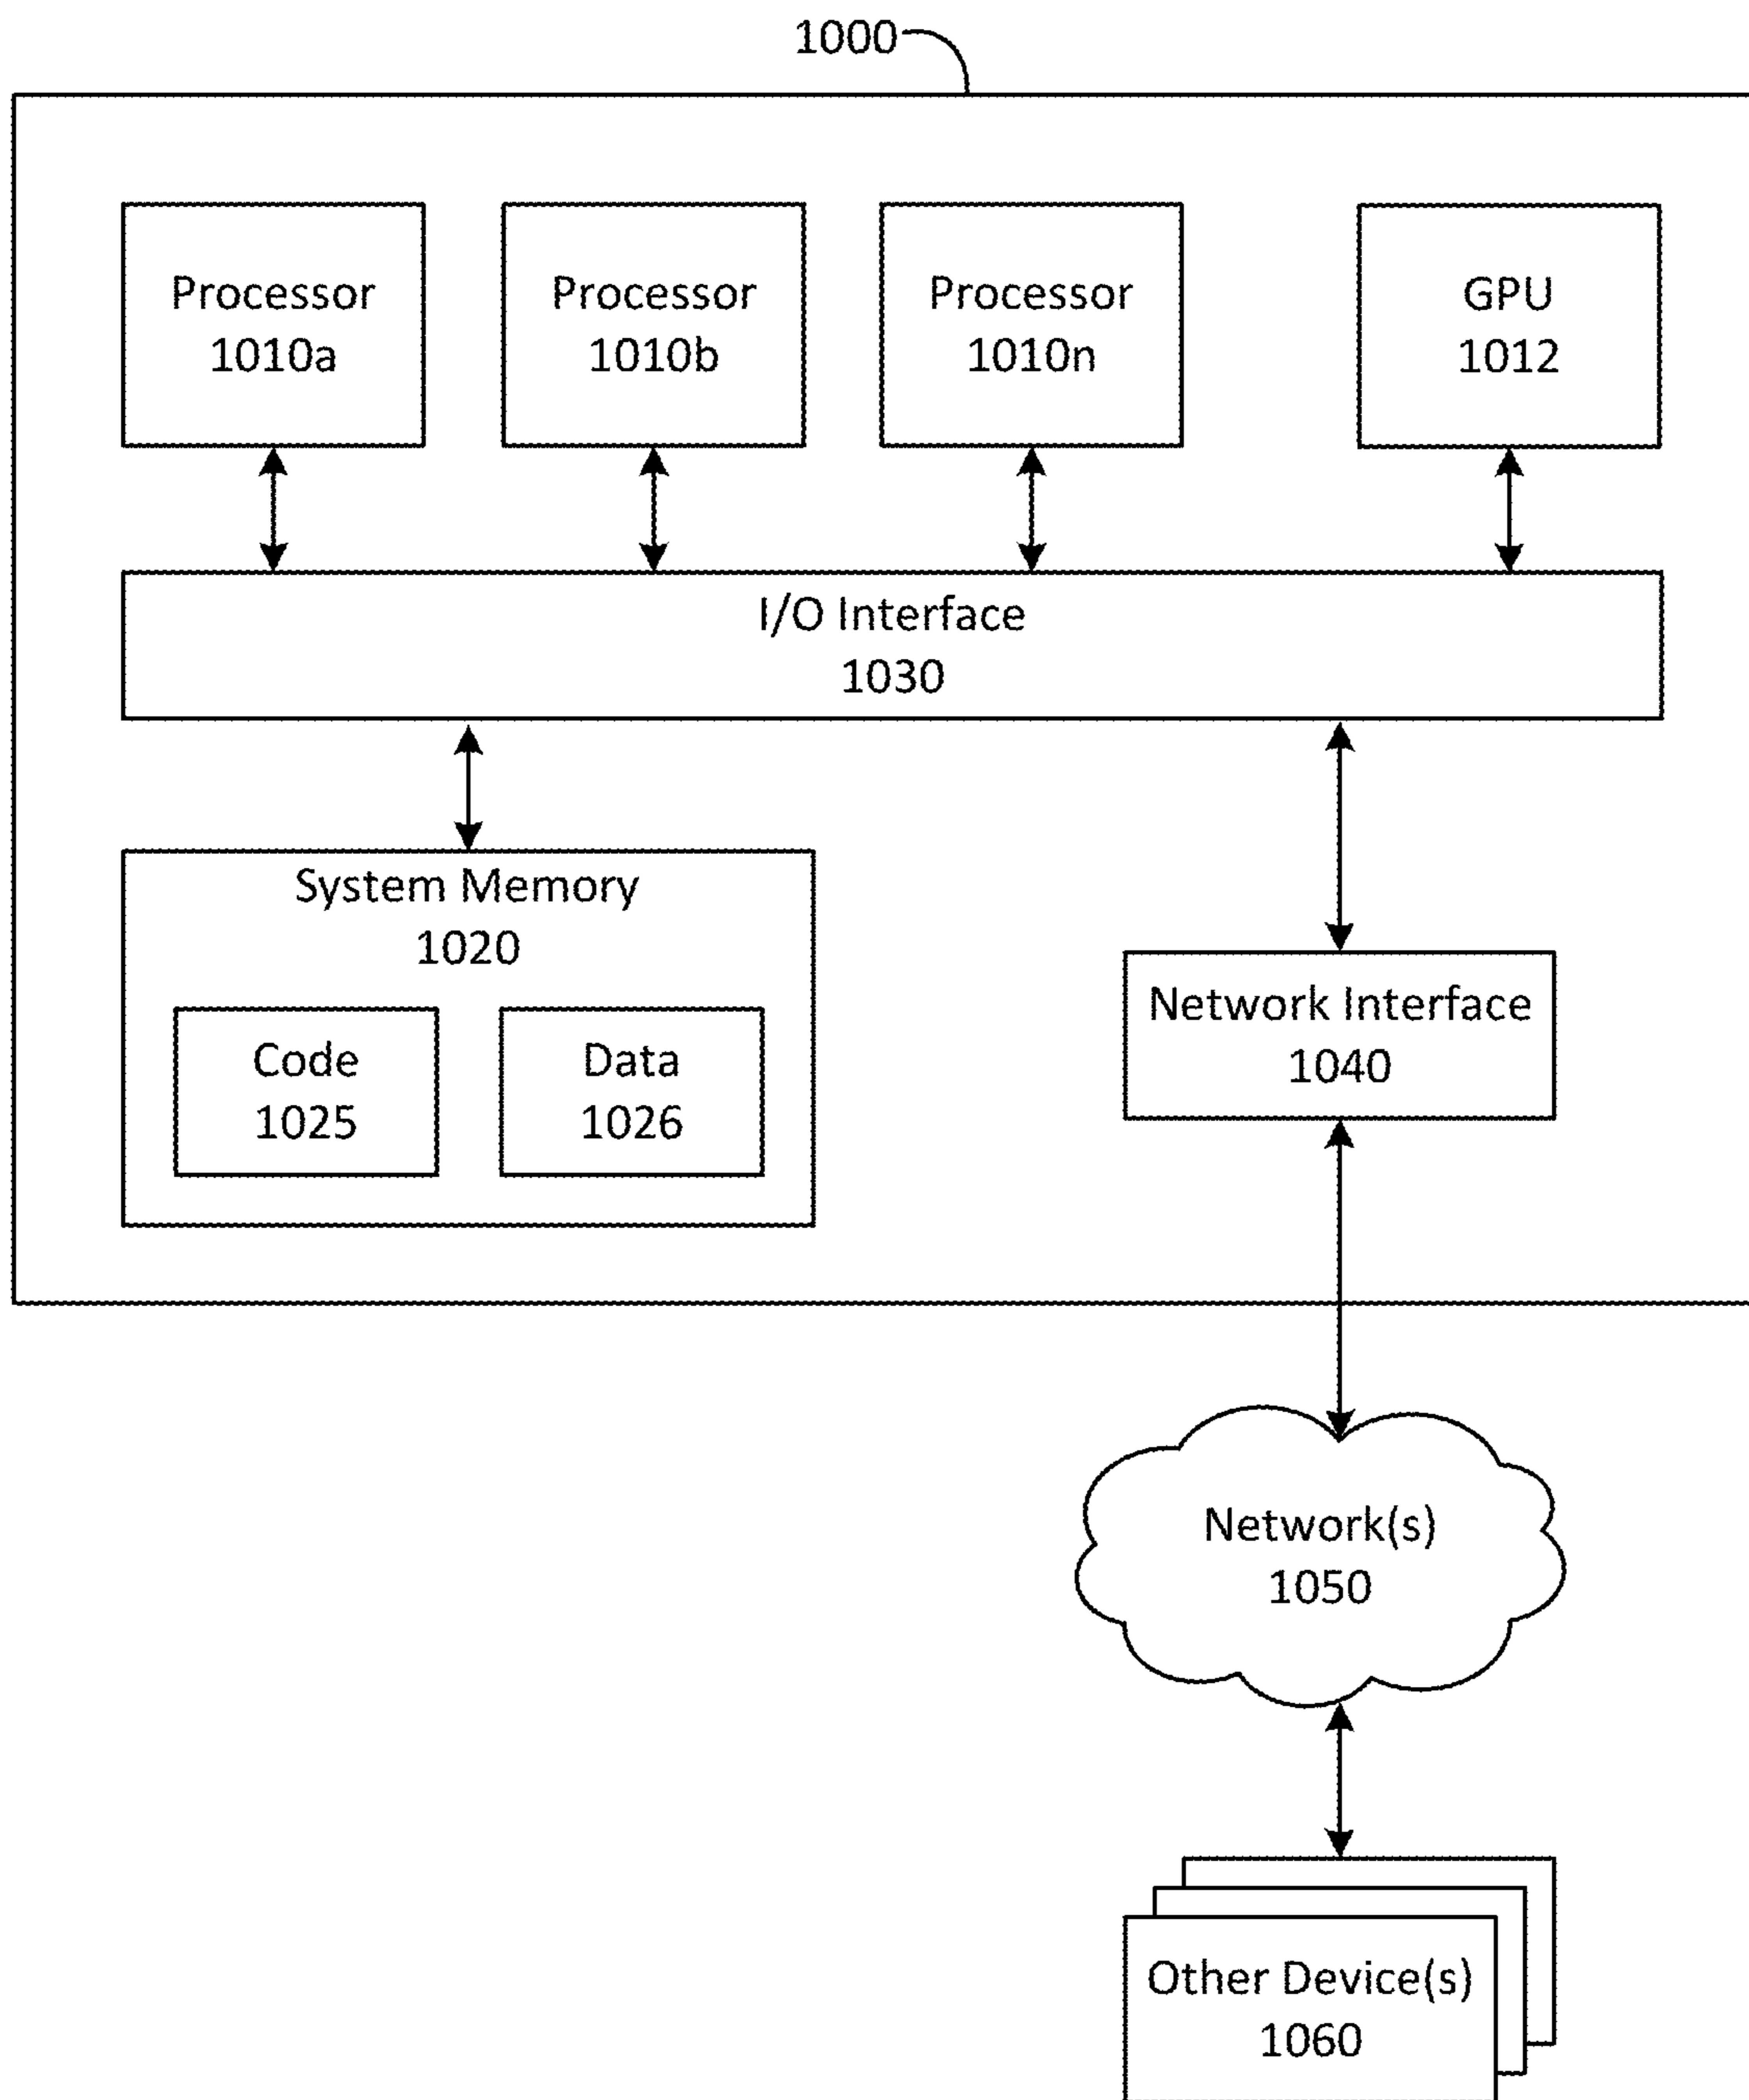 1000
Processor
1010a
Processor
1010b
Processor
1010n
GPU
1012
I/O Interface
1030
System Memory
1020
Code
1025
Data
1026
Network Interface
1040
Network(s)
1050
Other Device(s)
1060